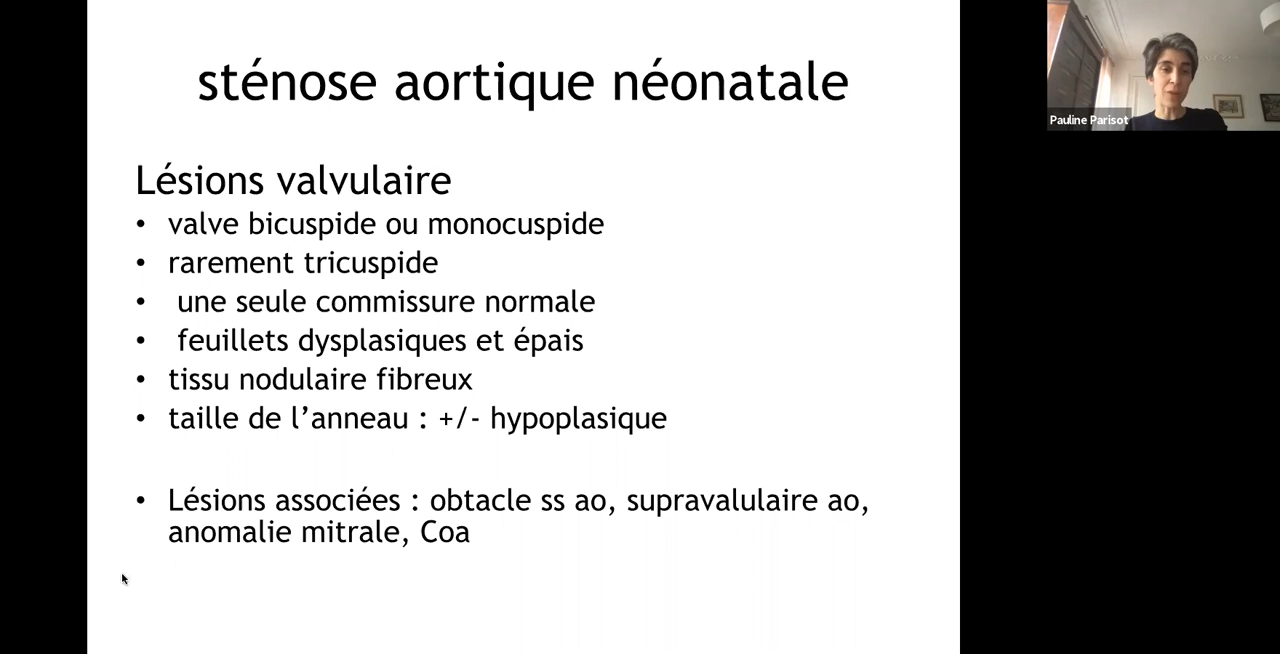 sténose aortique néonatale
Pauline Parisot
Lésions valvulaire
• valve bicuspide ou monocuspide
• rarement tricuspide
• une seule commissure normale
• feuillets dysplasiques et épais
• tissu nodulaire fibreux
• taille de l’anneau : +/- hypoplasique
• Lésions associées : obtacle ss ao, supravalulaire ao,
anomalie mitrale, Coa